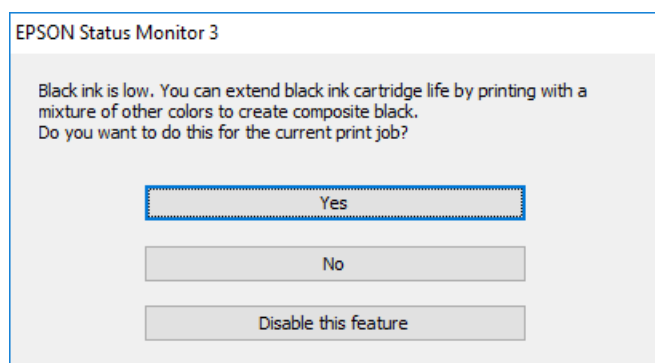 EPSON Status Monitor 3
Black ink is low. You can extend black ink cartridge life by printing with a
mixture of other colors to create composite black.
Do you want to do this for the current print job?
Yes
No
Disable this feature